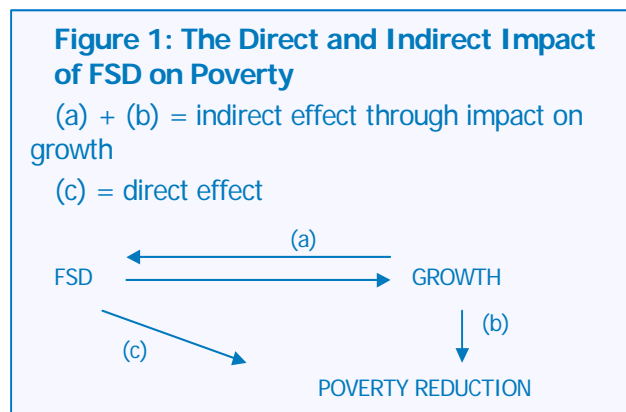 Figure 1: The Direct and Indirect Impact
of FSD on Poverty
(a) + (b) = indirect effect through impact on
growth
(c) = direct effect
(a)
FSD GROWTH
(b)
(c)
POVERTY REDUCTION